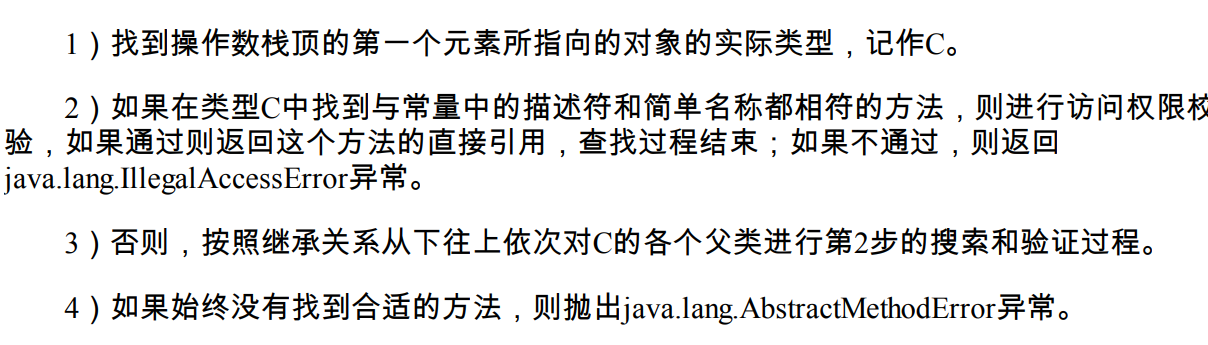 1）找到操作数栈顶的第一个元素所指向的对象的实际类型，记作C。
2）如果在类型C中找到与常量中的描述符和简单名称都相符的方法，则进行访问权限校
验，如果通过则返回这个方法的直接引用，查找过程结束；如果不通过，则返回
java.lang.IllegalAccessError异常。
3）否则，按照继承关系从下往上依次对C的各个父类进行第2步的搜索和验证过程。
4）如果始终没有找到合适的方法，则抛出java.lang.AbstractMethodError异常。